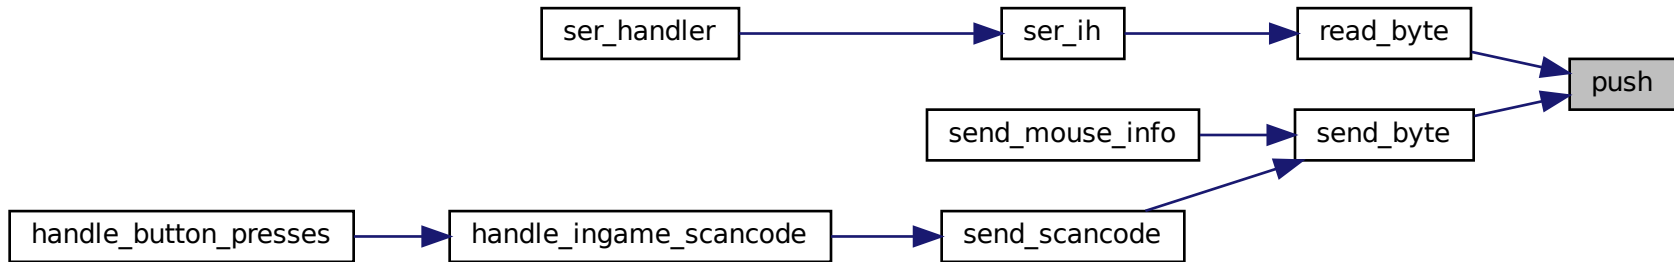 ser_handler
ser_ih
read_byte
push
send_mouse_info
send_byte
handle_button_presses
handle_ingame_scancode
send_scancode